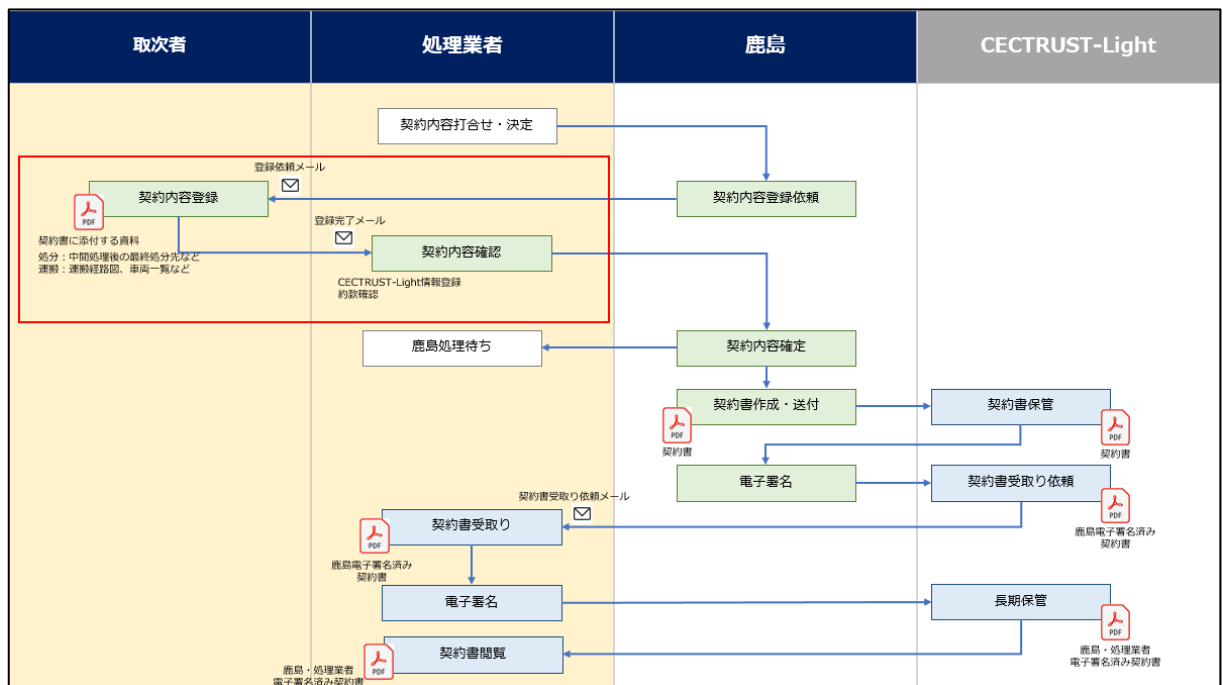 取次者
処理業者
鹿島
CECTRUST-Light
契約内容打合せ・決定
登録依頼メール
契約内容登録
契約内容登録依頼
PDF
契約書に添付する資料
処分：中間処理後の最終処分先など
運搬：運搬経路図、車両一覧など
登録完了メール
契約内容確認
CECTRUST-Light情報登録
約款確認
鹿島処理待ち
契約内容確定
契約書作成・送付
契約書保管
PDF
契約書
PDF
契約書
電子署名
契約書受取り依頼
契約書受取り依頼メール
PDF
鹿島電子署名済み
契約書
契約書受取り
PDF
鹿島電子署名済み
契約書
電子署名
長期保管
PDF
鹿島・処理業者
電子署名済み契約書
契約書閲覧
PDF
鹿島・処理業者
電子署名済み契約書